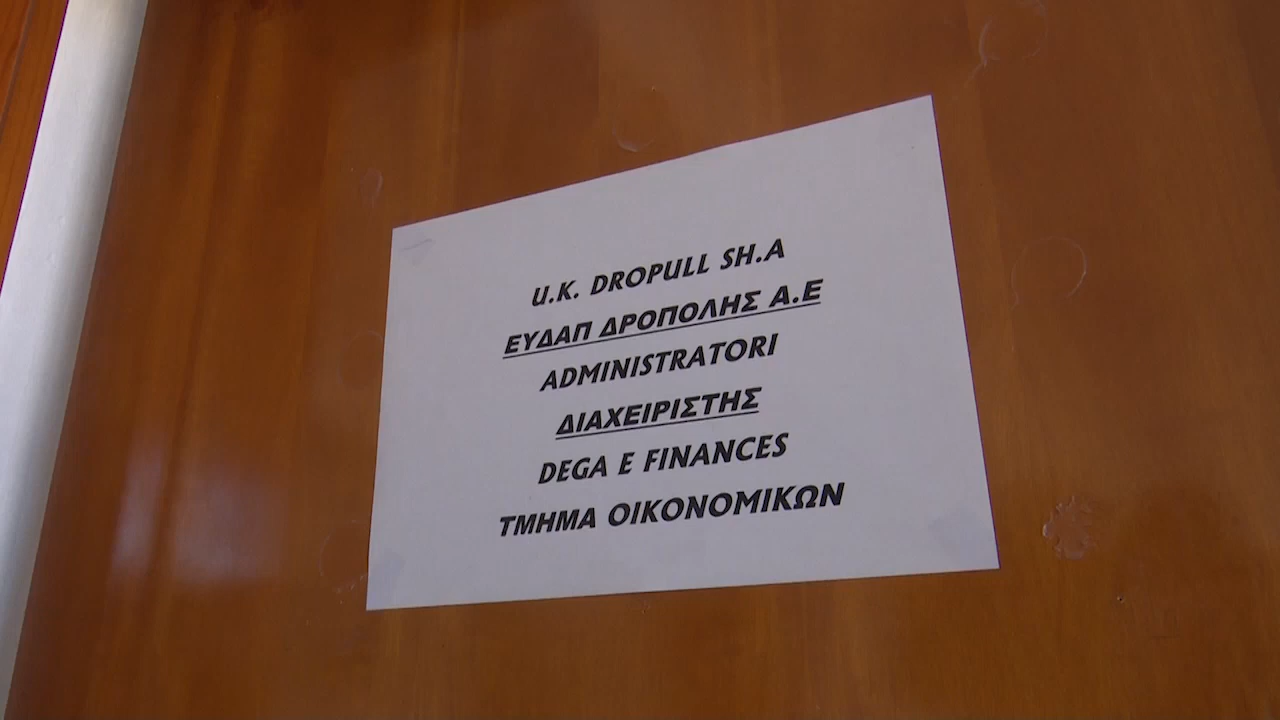 U.K. DROPULL SH.A
ΕΥΔΑΠ ΔΡΟΠΟΛΗΣ Α.Ε
ADMINISTRATORI
ΔΙΑΧΕΙΡΙΣΤΗΣ
DEGA E FINANCES
ΤΜΗΜΑ ΟΙΚΟΝΟΜΙΚΩΝ